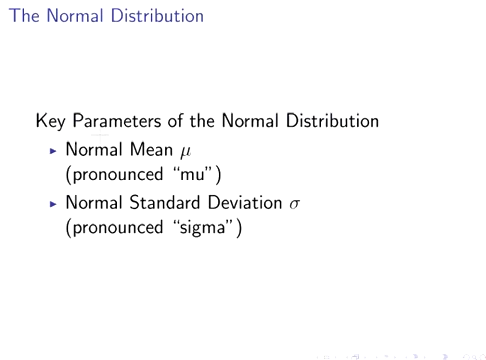 The Normal Distribution
Key Parameters of the Normal Distribution
▸ Normal Mean μ
(pronounced “mu”)
▸ Normal Standard Deviation σ
(pronounced “sigma”)